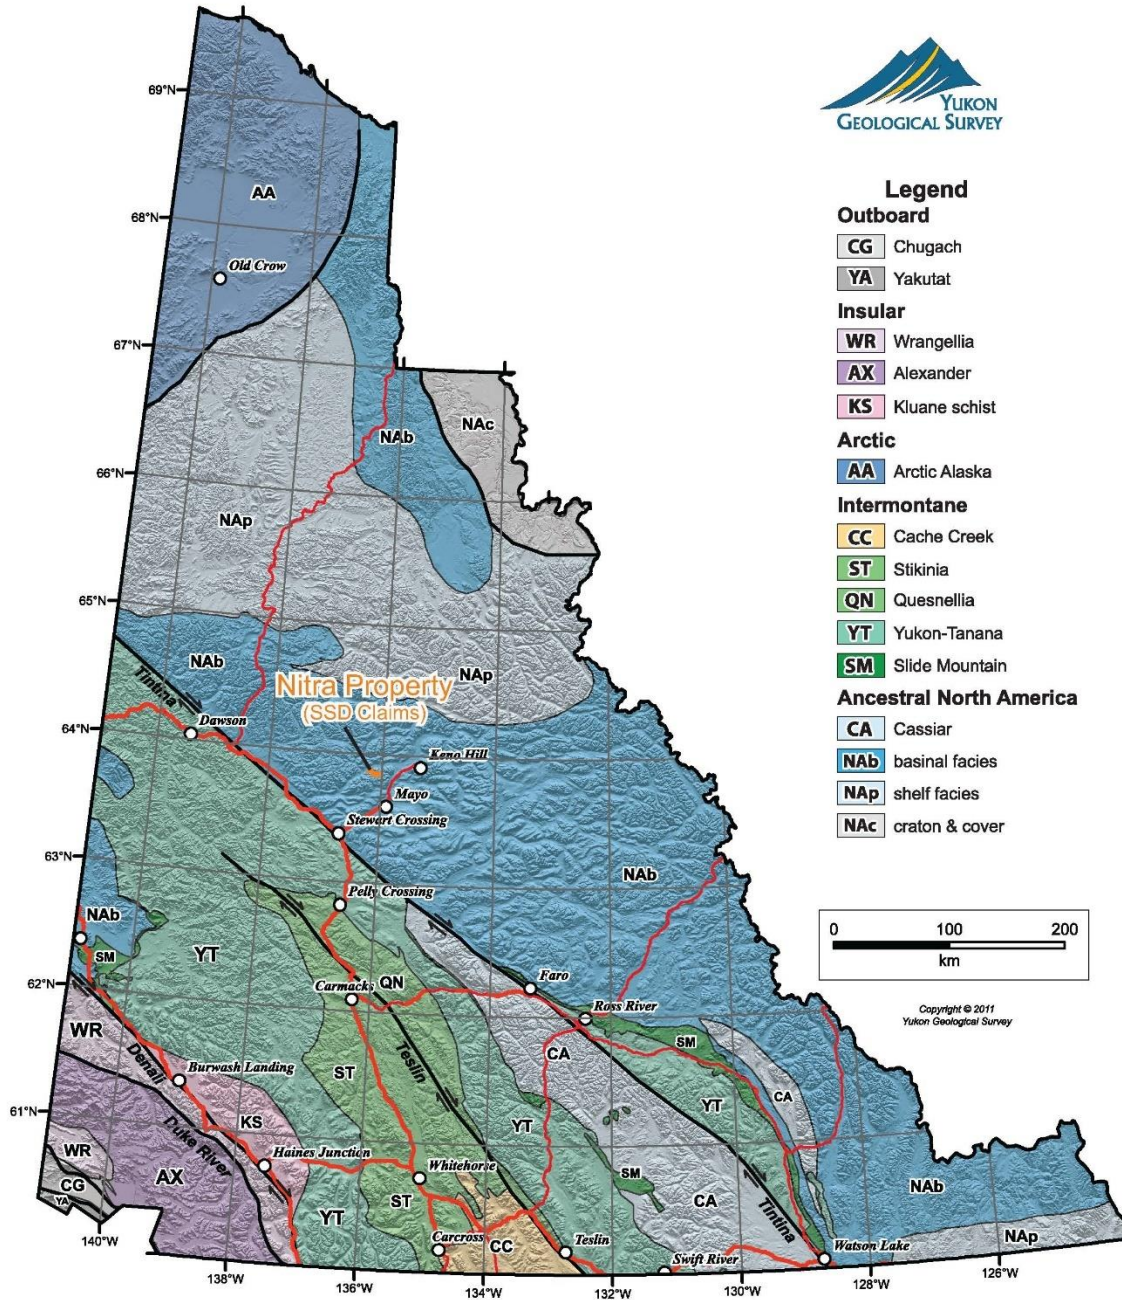 YUKON
GEOLOGICAL SURVEY
Legend
Outboard
CG Chugach
YA Yakutat
Insular
WR Wrangellia
AX Alexander
KS Kluane schist
Arctic
AA Arctic Alaska
Intermontane
CC Cache Creek
ST Stikinia
QN Quesnellia
YT Yukon-Tanana
SM Slide Mountain
Ancestral North America
CA Cassiar
NAb basinal facies
NAp shelf facies
NAc craton & cover
0 100 200
km
Copyright © 2011
Yukon Geological Survey
69°N
68°N
67°N
66°N
65°N
64°N
63°N
62°N
61°N
140°W
138°W
136°W
134°W
132°W
130°W
128°W
126°W
AA
Old Crow
NAb
NAc
NAp
NAb
NAp
Nitra Property
(SSD Claims)
Tintina
Dawson
Keno Hill
Mayo
Stewart Crossing
Pelly Crossing
NAb
NAb
SM
YT
QN
Carmacks
Faro
Ross River
WR
Denali
Burwash Landing
ST
Teslin
CA
SM
CA
YT
KS
YT
Duke River
Haines Junction
WR
CG
YA
AX
Whitehorse
SM
CA
NAb
YT
ST
Carcross
CC
Teslin
Swift River
Tintina
Watson Lake
NAp